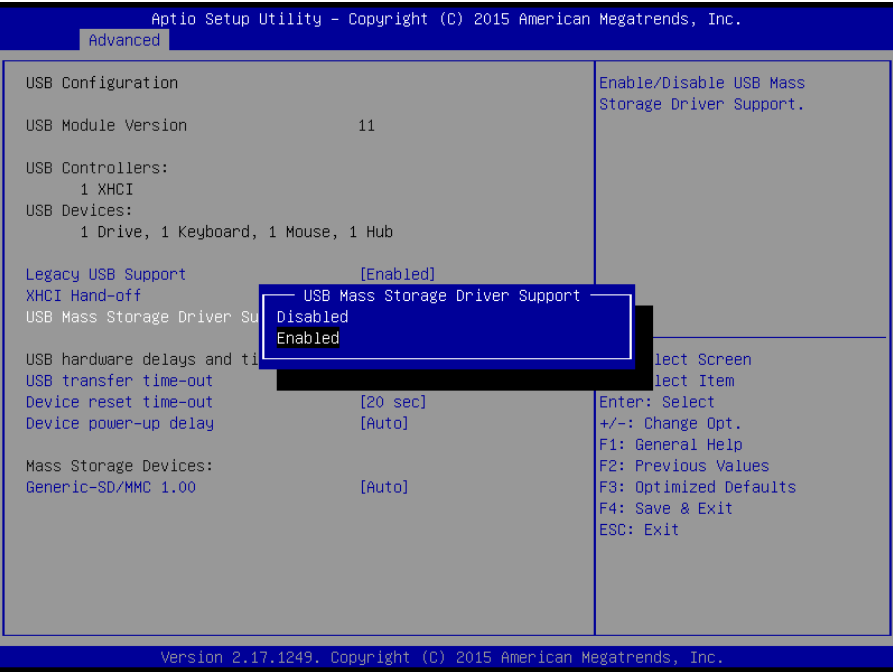 Aptio Setup Utility – Copyright (C) 2015 American Megatrends, Inc.
Advanced
USB Configuration
USB Module Version 11
USB Controllers:
1 XHCI
USB Devices:
1 Drive, 1 Keyboard, 1 Mouse, 1 Hub
Legacy USB Support [Enabled]
XHCI Hand-off
USB Mass Storage Driver Su
USB hardware delays and ti
USB transfer time-out
Device reset time-out [20 sec]
Device power-up delay [Auto]
Mass Storage Devices:
Generic-SD/MMC 1.00 [Auto]
USB Mass Storage Driver Support
Disabled
Enabled
Enable/Disable USB Mass
Storage Driver Support.
lect Screen
lect Item
Enter: Select
+/-: Change Opt.
F1: General Help
F2: Previous Values
F3: Optimized Defaults
F4: Save & Exit
ESC: Exit
Version 2.17.1249. Copyright (C) 2015 American Megatrends, Inc.